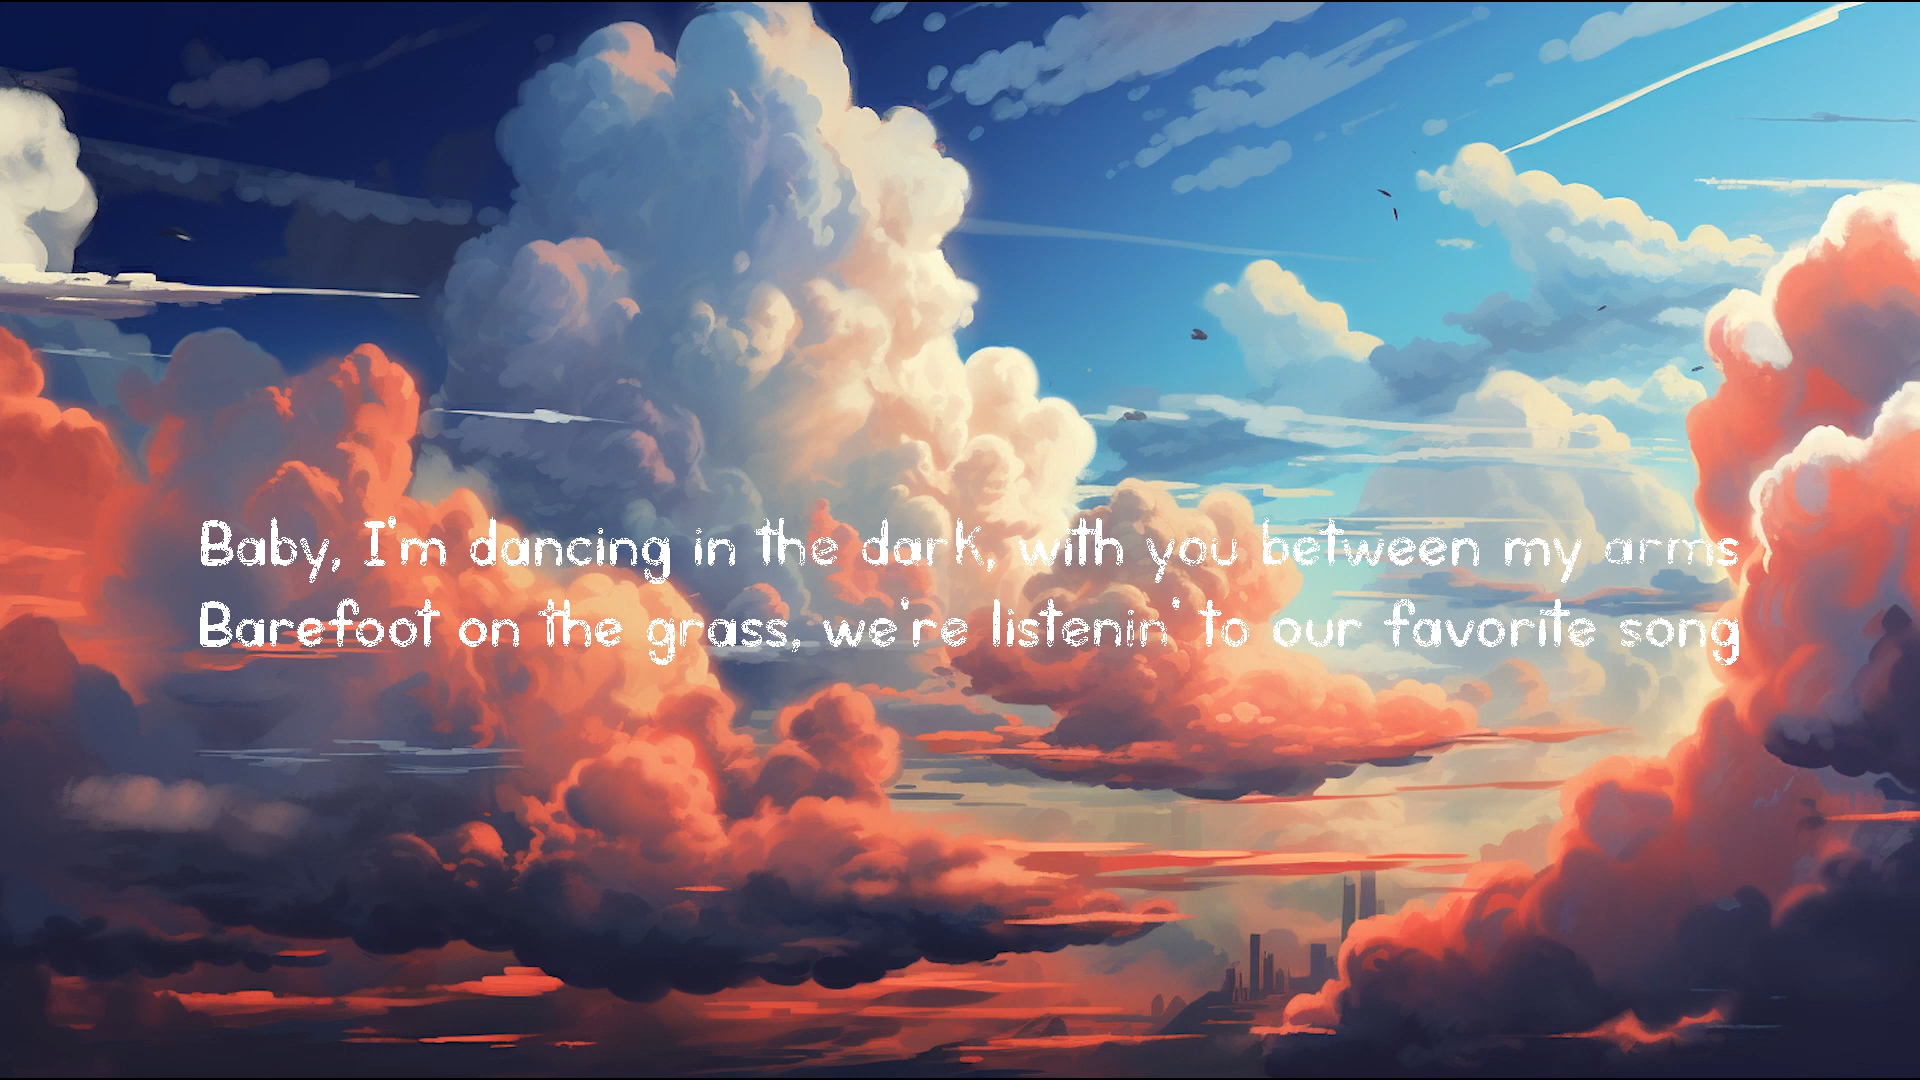 Baby, I'm dancing in the dark, with you between my arms
Barefoot on the grass, we're listenin' to our favorite song